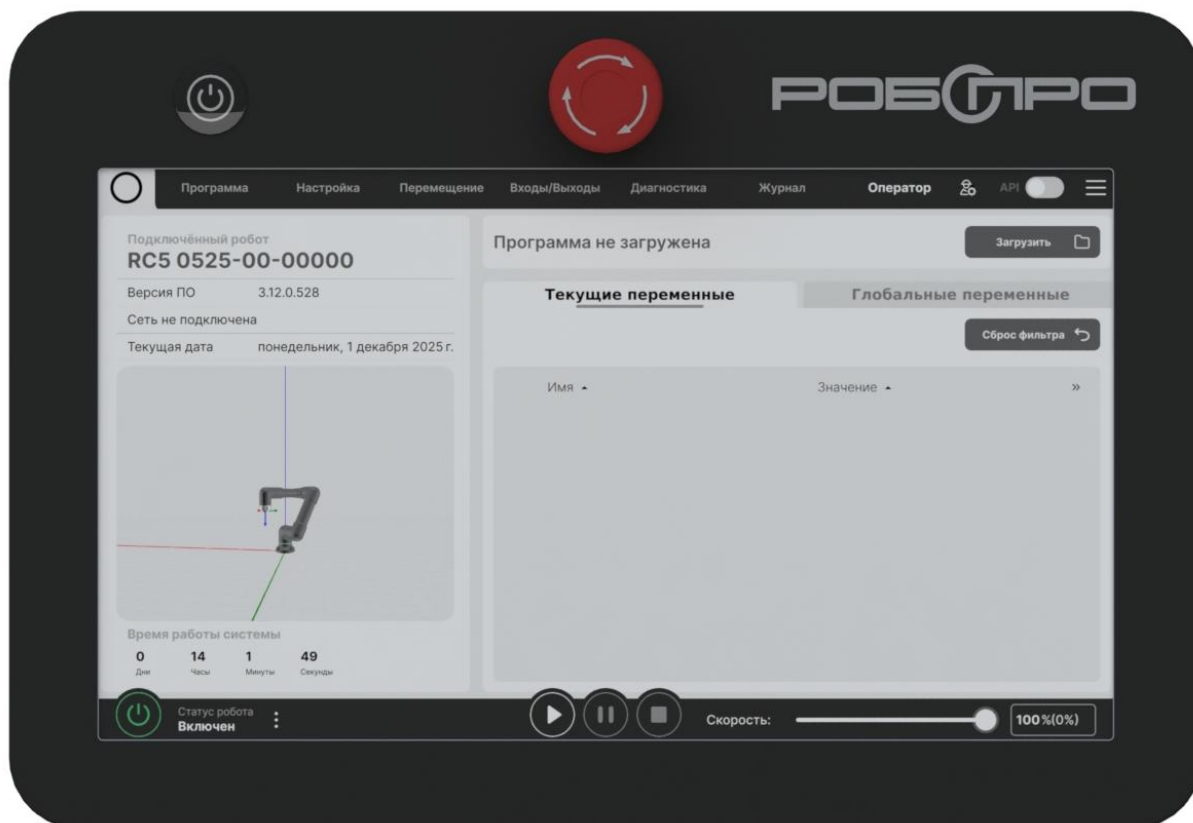 РОБОПРО
Программа Настройка Перемещение Входы/Выходы Диагностика Журнал Оператор API
Подключённый робот
RC5 0525-00-00000
Версия ПО 3.12.0.528
Сеть не подключена
Текущая дата понедельник, 1 декабря 2025 г.
Время работы системы
0 14 1 49
Дни Часы Минуты Секунды
Программа не загружена Загрузить
Текущие переменные Глобальные переменные
Сброс фильтра
Имя Значение »
Статус робота
Включен
Скорость: 100%(0%)